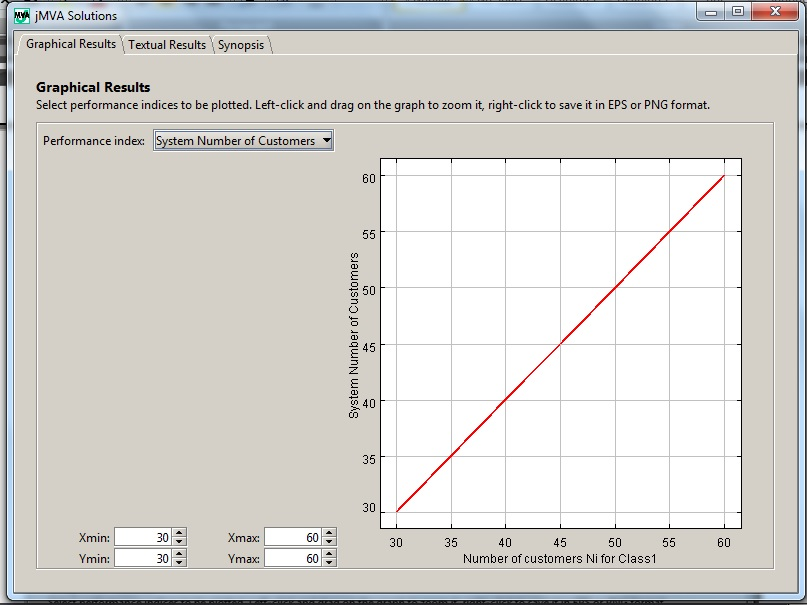 MVA jMVA Solutions
Graphical Results Textual Results Synopsis
Graphical Results
Select performance indices to be plotted. Left-click and drag on the graph to zoom it, right-click to save it in EPS or PNG format.
Performance index: System Number of Customers
60
55
50
45
40
35
30
System Number of Customers
30 35 40 45 50 55 60
Number of customers Ni for Class1
Xmin: 30 Xmax: 60
Ymin: 30 Ymax: 60